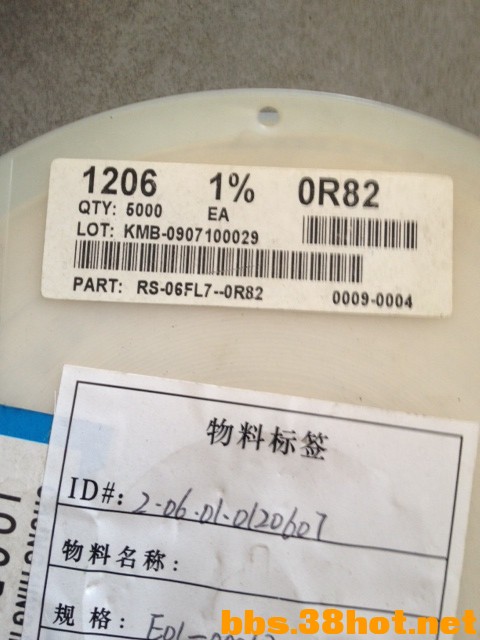 1206 1% 0R82
QTY: 5000 EA
LOT: KMB-0907100029
PART: RS-06FL7--0R82 0009-0004
物料标签
ID#: 2-06.01.0120607
物料名称:
规格:
bbs.38hot.net